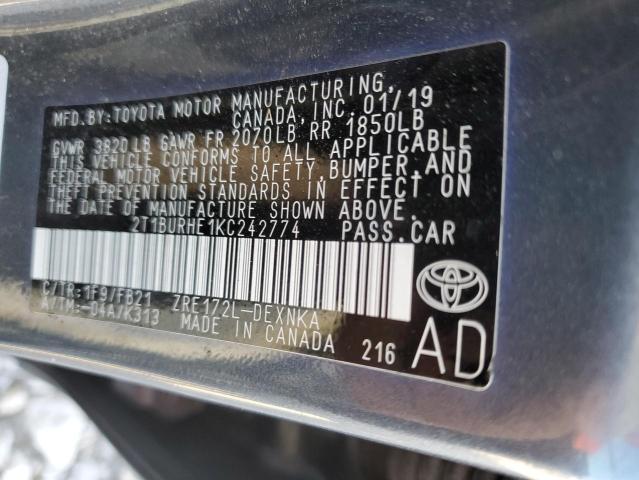 MFD. BY: TOYOTA MOTOR MANUFACTURING,
CANADA, INC. 01/19
GVWR 3820 LB GAWR FR 2070LB RR 1850LB
THIS VEHICLE CONFORMS TO ALL APPLICABLE
FEDERAL MOTOR VEHICLE SAFETY, BUMPER, AND
THEFT PREVENTION STANDARDS IN EFFECT ON
THE DATE OF MANUFACTURE SHOWN ABOVE.
2T1BURHE1KC242774 PASS.CAR
C/TR:1F9/FB21 ZRE172L-DEXNKA
A/TM:-04A/K313 MADE IN CANADA 216
AD